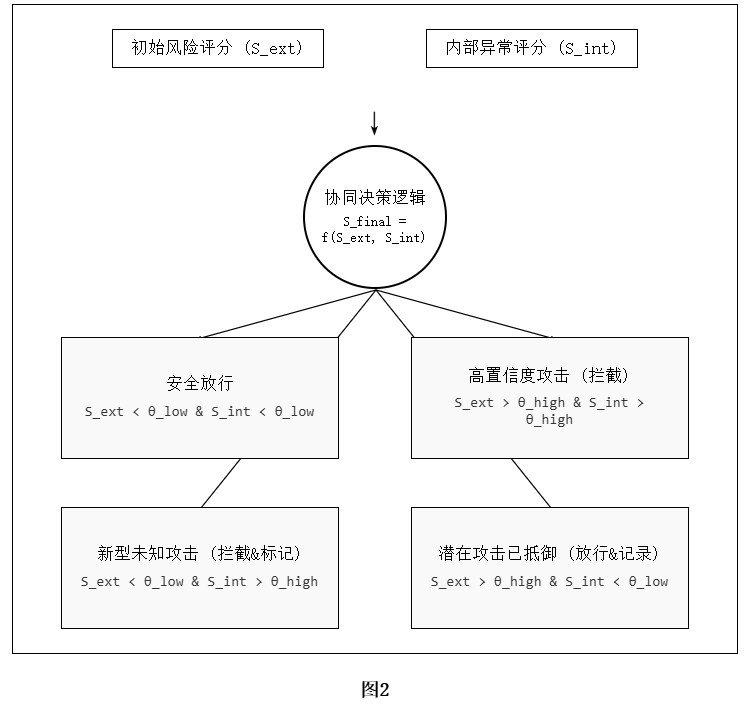 初始风险评分 (S_ext)
内部异常评分 (S_int)
协同决策逻辑
S_final =
f(S_ext, S_int)
安全放行
S_ext < θ_low & S_int < θ_low
高置信度攻击 (拦截)
S_ext > θ_high & S_int >
θ_high
新型未知攻击 (拦截&标记)
S_ext < θ_low & S_int > θ_high
潜在攻击已抵御 (放行&记录)
S_ext > θ_high & S_int < θ_low
图2